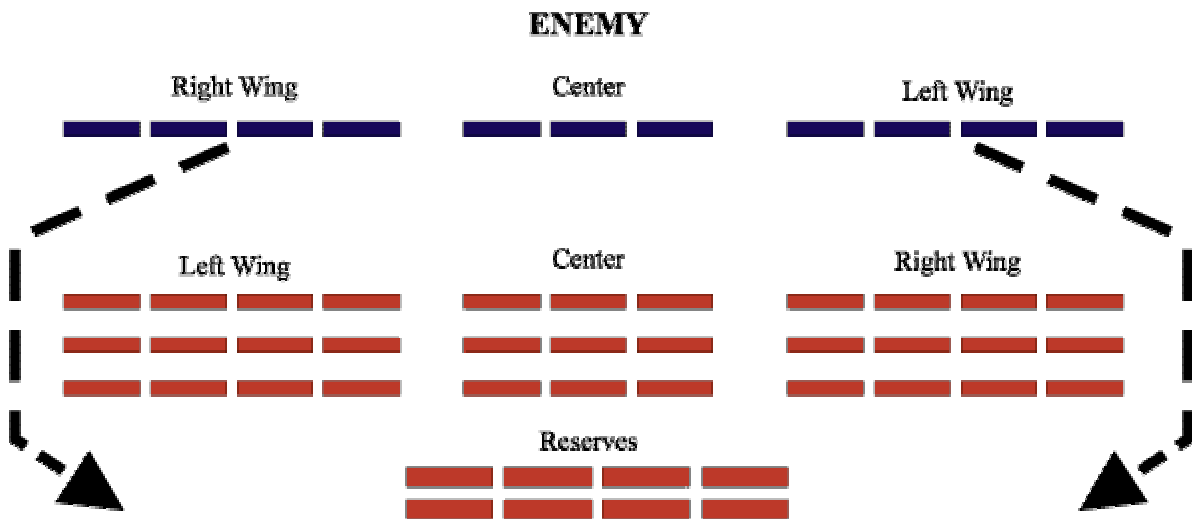 ENEMY
Right Wing
Center
Left Wing
Left Wing
Center
Right Wing
Reserves